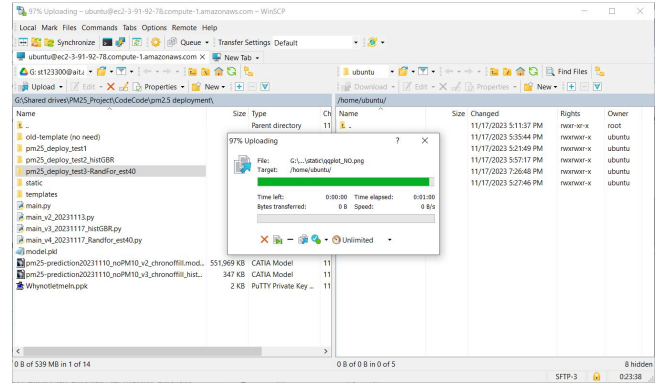 97% Uploading – ubuntu@ec2-3-91-92-78.compute-1.amazonaws.com – WinSCP
Local Mark Files Commands Tabs Options Remote Help
Synchronize Queue Transfer Settings Default
ubuntu@ec2-3-91-92-78.compute-1.amazonaws.com × New Tab
G: st123300@ait.a ubuntu Find Files
Upload Edit Properties New Download Edit Properties New
G:\Shared drives\PM25_Project\CodeCode\pm2.5 deployment\ /home/ubuntu/
Name Size Type Ch Name Size Changed Rights Owner
.. Parent directory 11 .. 11/17/2023 5:11:37 PM rwxr-xr-x root
old-template (no need) 11/17/2023 5:35:44 PM rwxrwxr-x ubuntu
pm25_deploy_test1 11/17/2023 5:21:49 PM rwxrwxr-x ubuntu
pm25_deploy_test2_histGBR 11/17/2023 5:57:17 PM rwxrwxr-x ubuntu
pm25_deploy_test3-RandFor_est40 11/17/2023 7:26:48 PM rwxrwxr-x ubuntu
static 11/17/2023 5:27:46 PM rwxrwxr-x ubuntu
templates
main.py
main_v2_20231113.py
main_v3_20231117_histGBR.py
main_v4_20231117_Randfor_est40.py
model.pkl
pm25-prediction20231110_noPM10_v2_chronoffill.mod... 551,969 KB CATIA Model 11
pm25-prediction20231110_noPM10_v3_chronoffill_hist... 347 KB CATIA Model 11
Whynotletmeln.ppk 2 KB PuTTY Private Key ... 11
97% Uploading ? ×
File: G:\...\static\qqplot_NO.png
Target: /home/ubuntu/
Time left: 0:00:00 Time elapsed: 0:01:00
Bytes transferred: 0 B Speed: 0 B/s
Unlimited
0 B of 539 MB in 1 of 14 0 B of 0 B in 0 of 5 8 hidden
SFTP-3 0:23:38